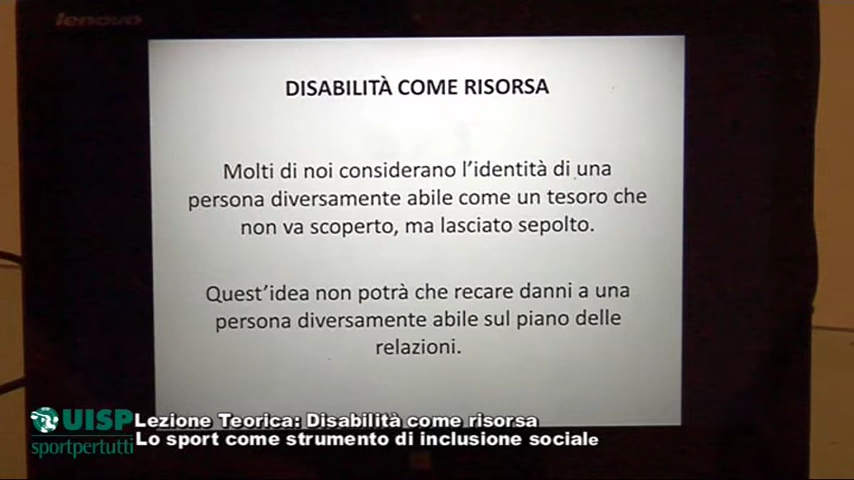 lenovo
DISABILITÀ COME RISORSA
Molti di noi considerano l'identità di una
persona diversamente abile come un tesoro che
non va scoperto, ma lasciato sepolto.
Quest'idea non potrà che recare danni a una
persona diversamente abile sul piano delle
relazioni.
UISP
sportpertutti
Lezione Teorica: Disabilità come risorsa
Lo sport come strumento di inclusione sociale